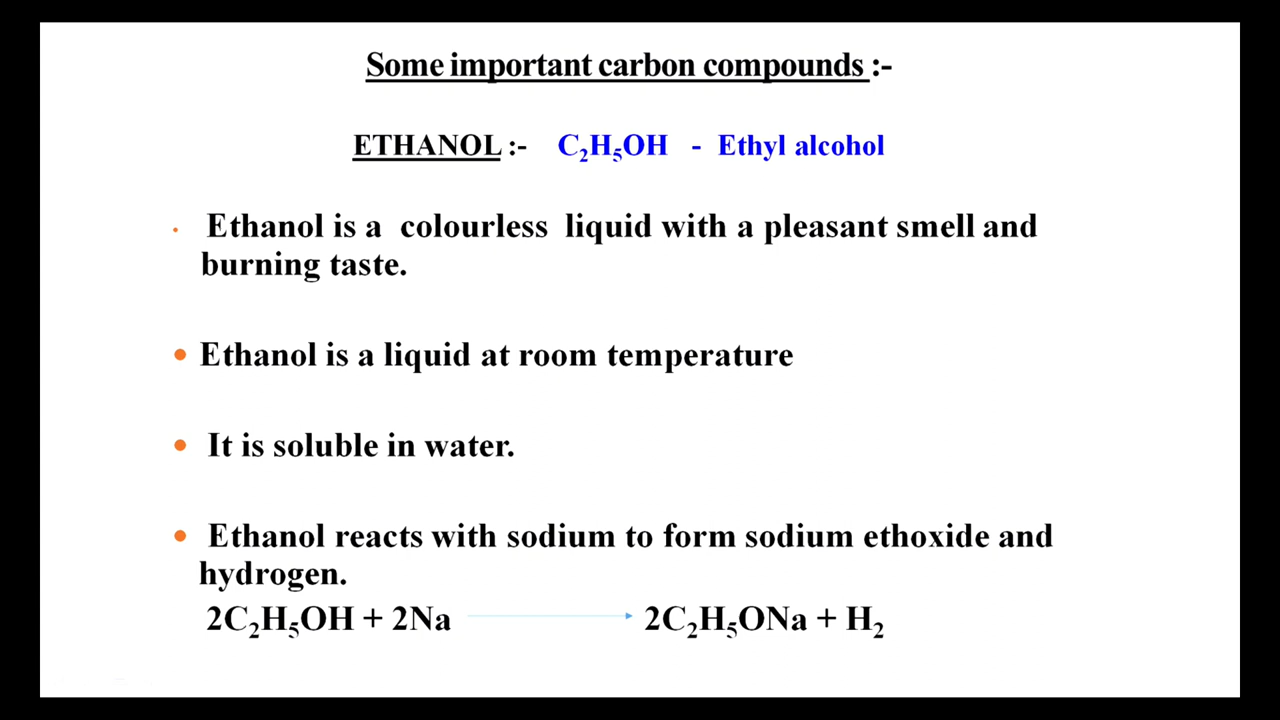 Some important carbon compounds :-
ETHANOL :- C₂H₅OH - Ethyl alcohol
• Ethanol is a colourless liquid with a pleasant smell and
burning taste.
• Ethanol is a liquid at room temperature
• It is soluble in water.
• Ethanol reacts with sodium to form sodium ethoxide and
hydrogen.
2C₂H₅OH + 2Na → 2C₂H₅ONa + H₂